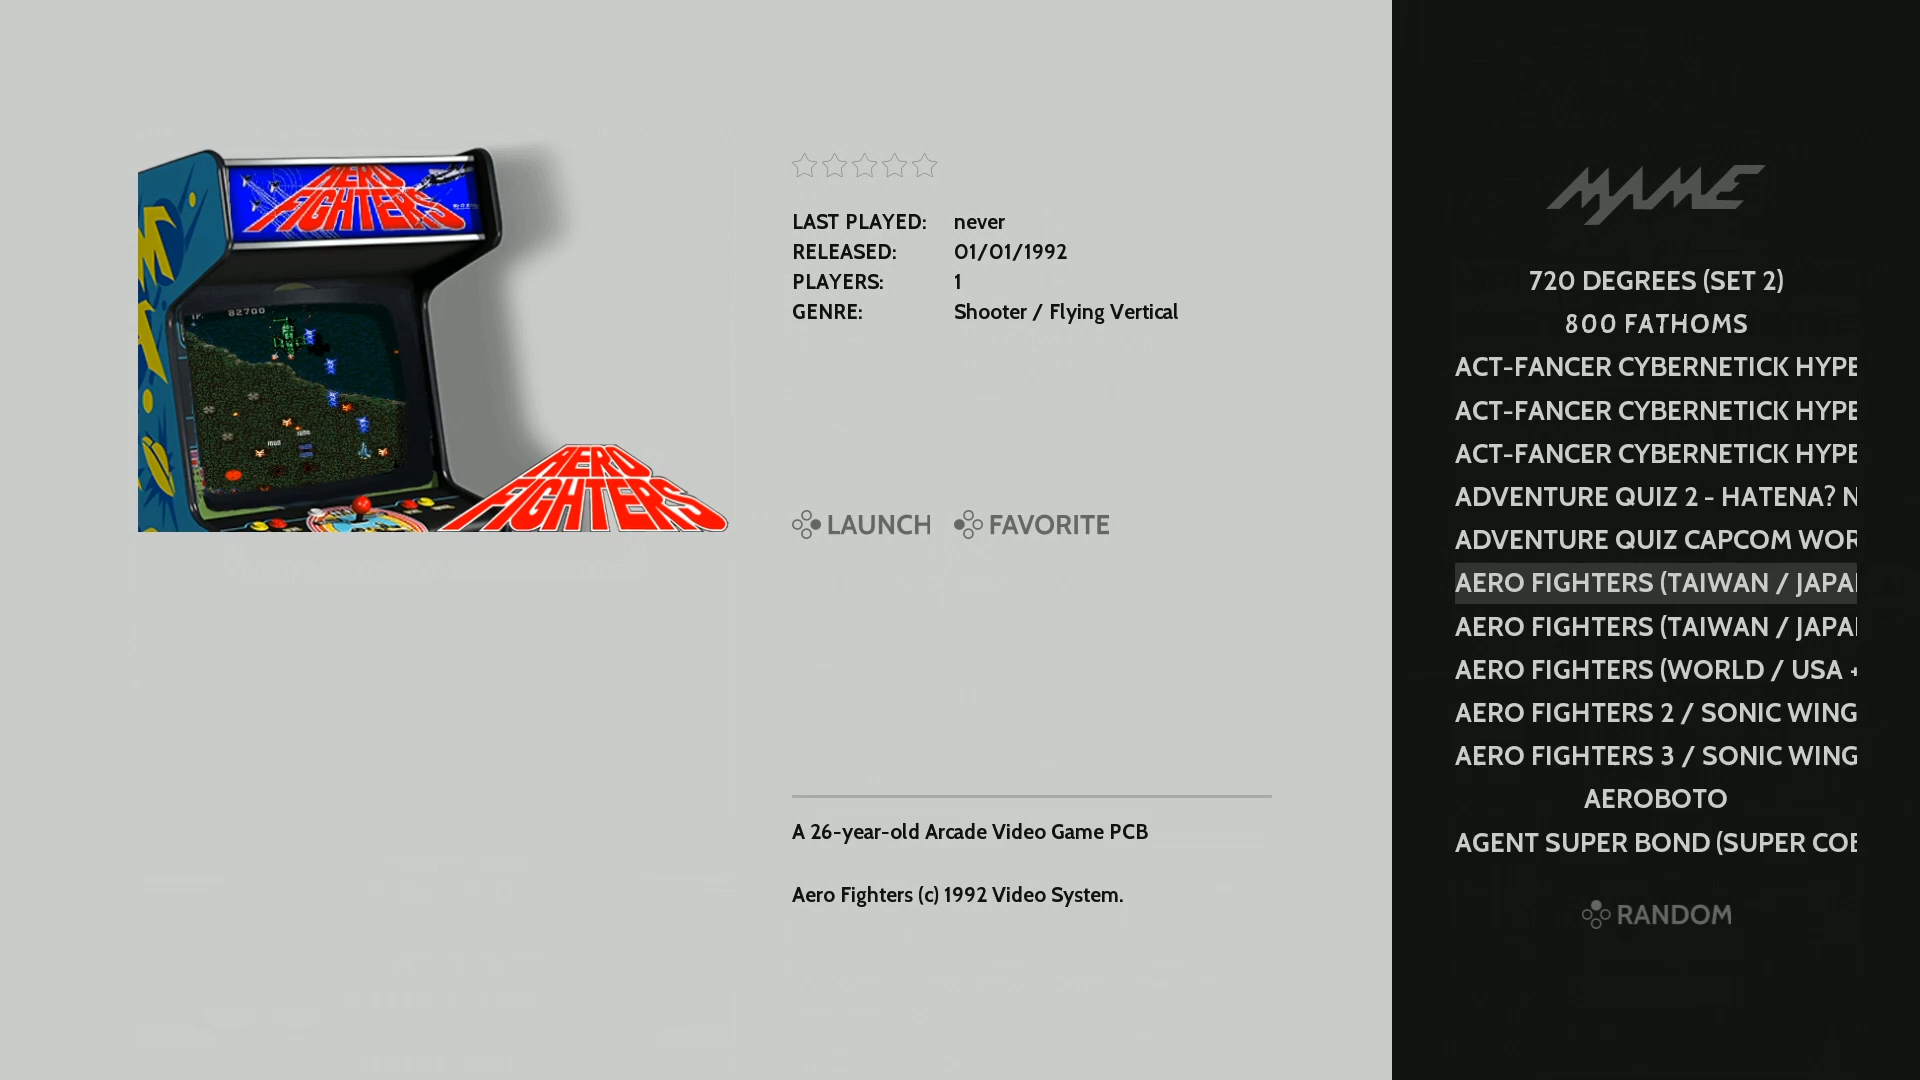 AERO
FIGHTERS
82700
AERO
FIGHTERS
LAST PLAYED: never
RELEASED: 01/01/1992
PLAYERS: 1
GENRE: Shooter / Flying Vertical
LAUNCH FAVORITE
A 26-year-old Arcade Video Game PCB
Aero Fighters (c) 1992 Video System.
MAME
720 DEGREES (SET 2)
800 FATHOMS
ACT-FANCER CYBERNETICK HYPE
ACT-FANCER CYBERNETICK HYPE
ACT-FANCER CYBERNETICK HYPE
ADVENTURE QUIZ 2 - HATENA? N
ADVENTURE QUIZ CAPCOM WOR
AERO FIGHTERS (TAIWAN / JAPA
AERO FIGHTERS (TAIWAN / JAPA
AERO FIGHTERS (WORLD / USA +
AERO FIGHTERS 2 / SONIC WING
AERO FIGHTERS 3 / SONIC WING
AEROBOTO
AGENT SUPER BOND (SUPER COB
RANDOM